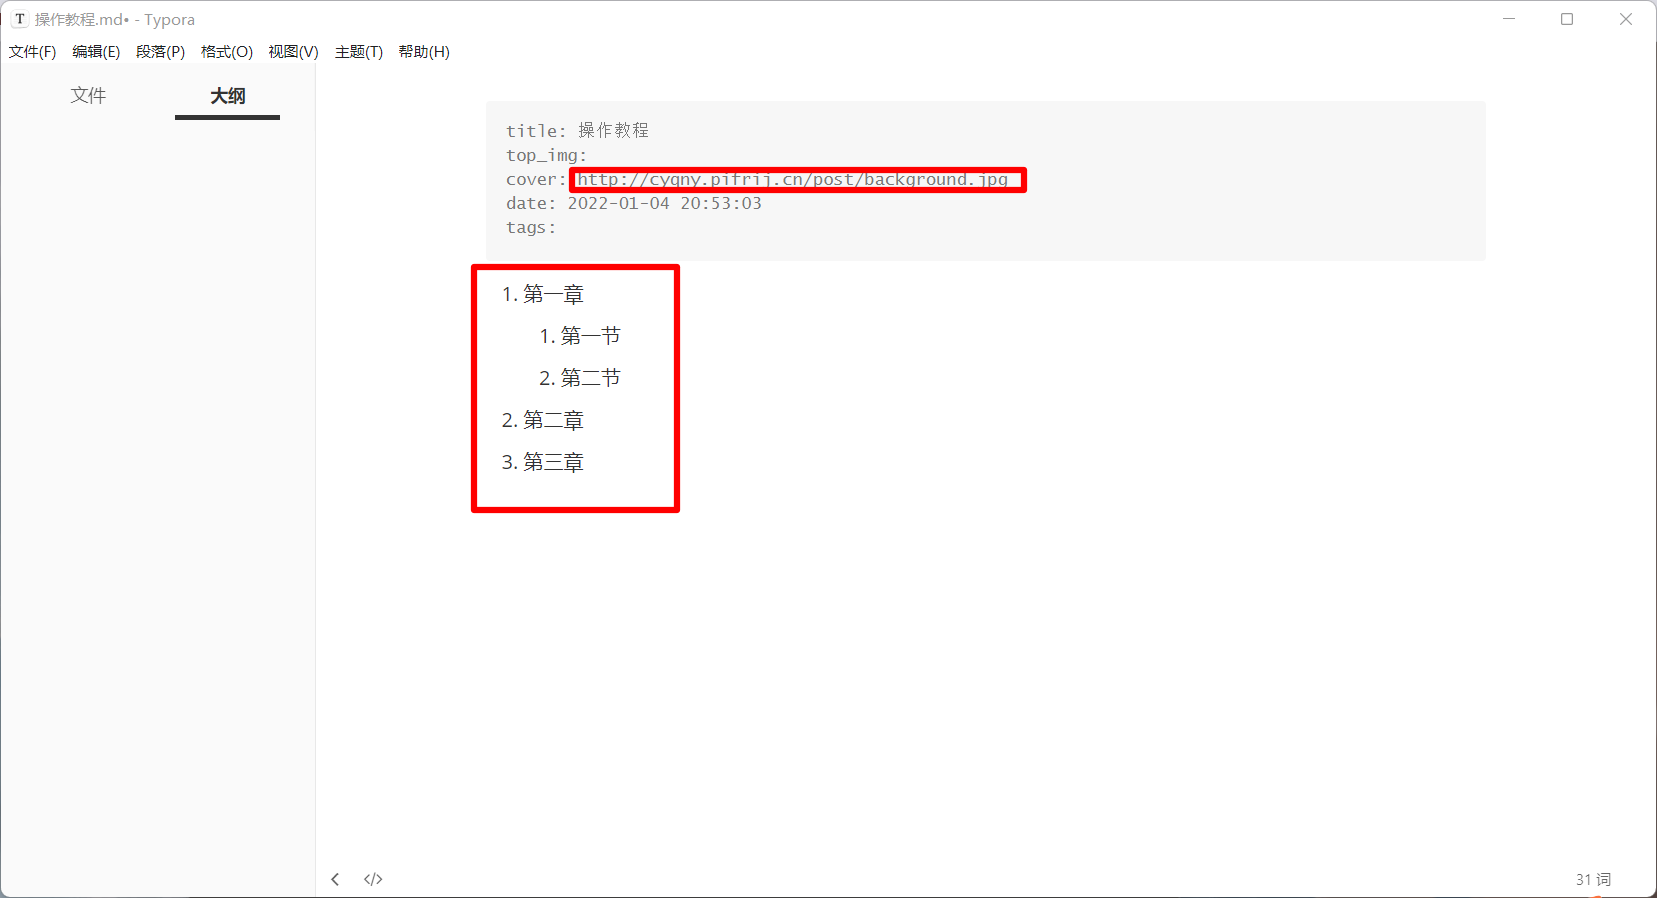 T 操作教程.md• - Typora
文件(F) 编辑(E) 段落(P) 格式(O) 视图(V) 主题(T) 帮助(H)
文件 大纲
title: 操作教程
top_img:
cover: http://cyqny.pifrij.cn/post/background.jpg
date: 2022-01-04 20:53:03
tags:
1. 第一章
1. 第一节
2. 第二节
2. 第二章
3. 第三章
</> 31 词